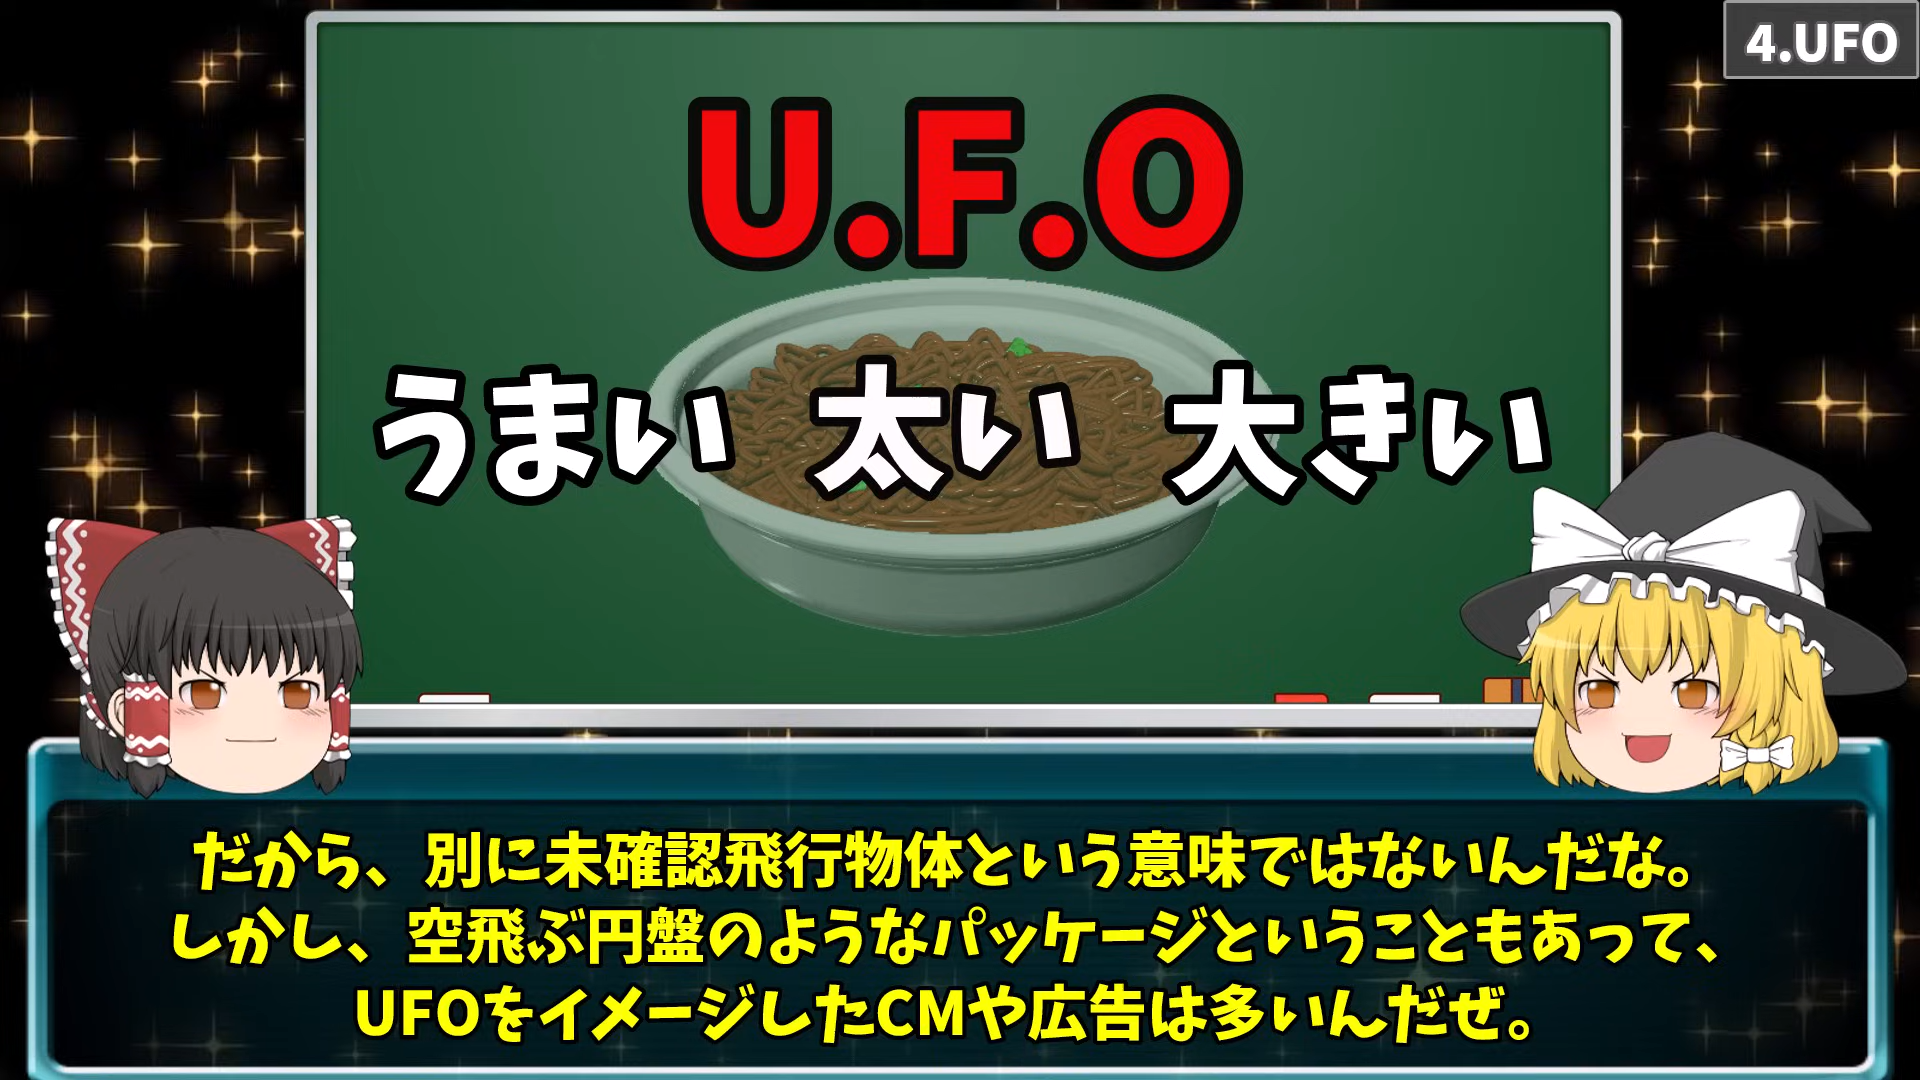 4.UFO
U.F.O
うまい 太い 大きい
だから、別に未確認飛行物体という意味ではないんだな。
しかし、空飛ぶ円盤のようなパッケージということもあって、
UFOをイメージしたCMや広告は多いんだぜ。